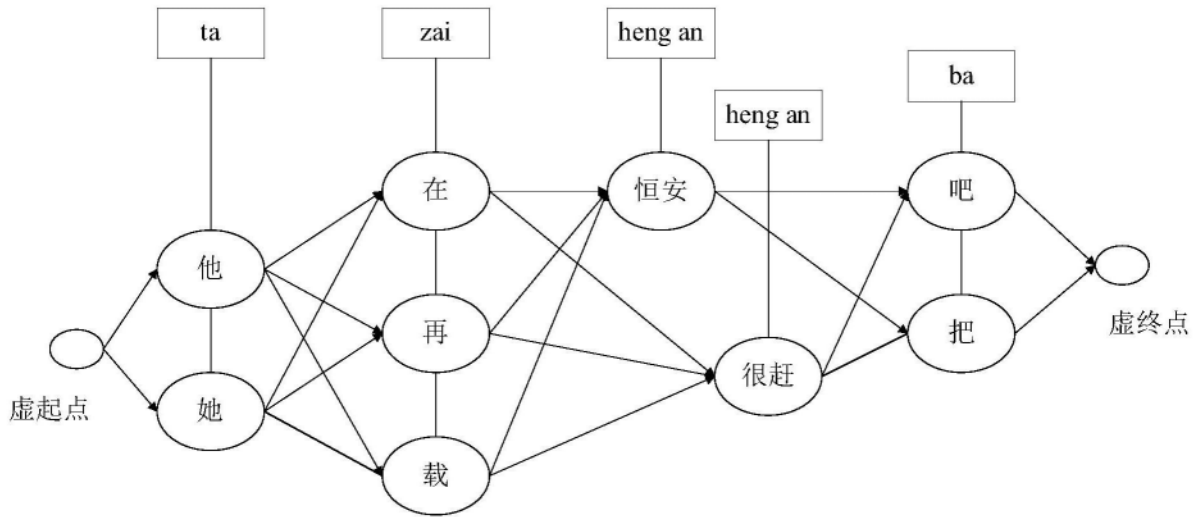 ta
zai
heng an
heng an
ba
在
恒安
吧
他
再
把
虚终点
很赶
她
虚起点
载